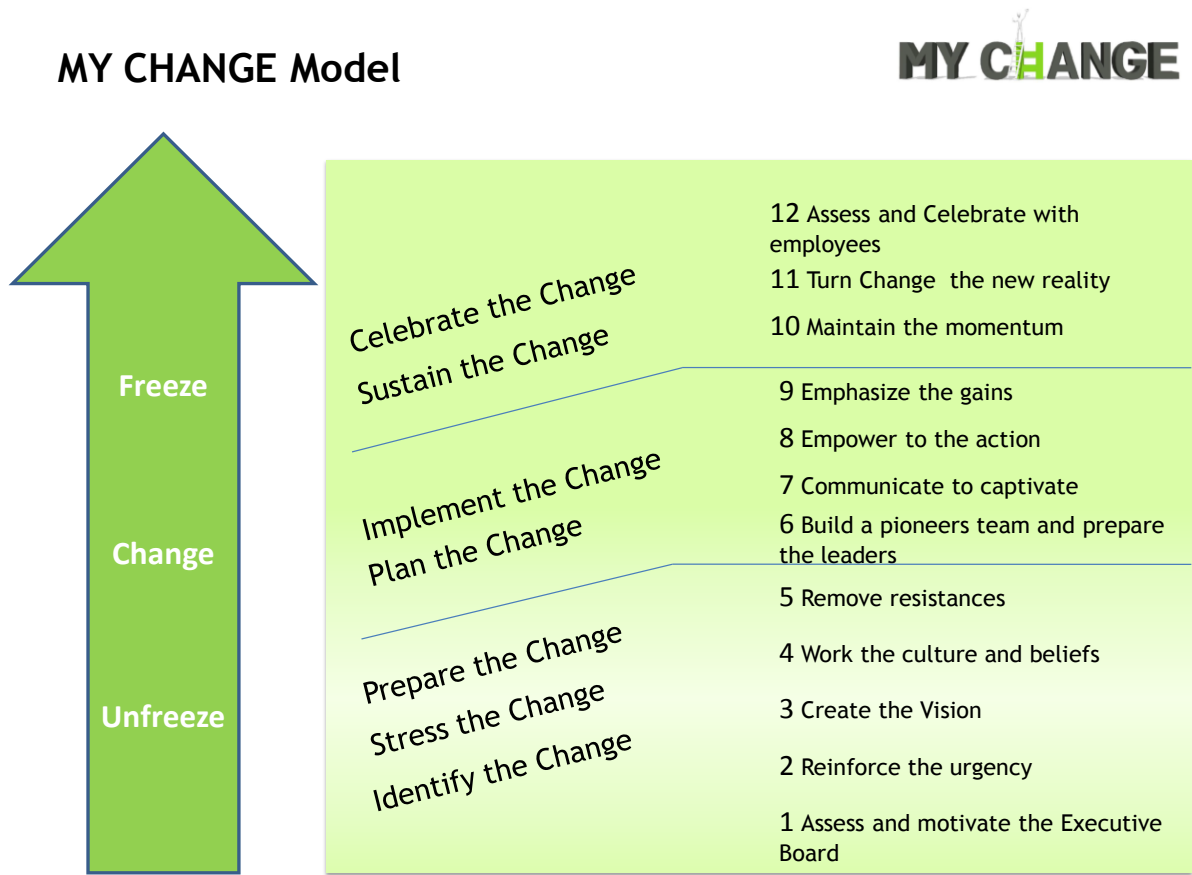 MY CHANGE Model
MY CHANGE
Freeze
Change
Unfreeze
Celebrate the Change
Sustain the Change
Implement the Change
Plan the Change
Prepare the Change
Stress the Change
Identify the Change
12 Assess and Celebrate with
employees
11 Turn Change  the new reality
10 Maintain the momentum
9 Emphasize the gains
8 Empower to the action
7 Communicate to captivate
6 Build a pioneers team and prepare
the leaders
5 Remove resistances
4 Work the culture and beliefs
3 Create the Vision
2 Reinforce the urgency
1 Assess and motivate the Executive
Board